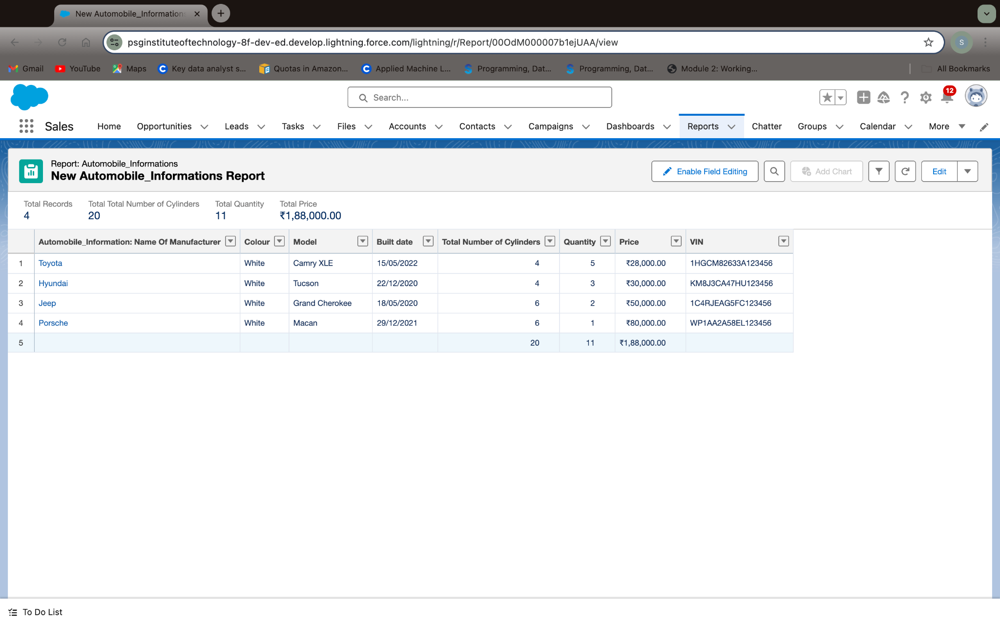 New Automobile_Information
psginstituteoftechnology-8f-dev-ed.develop.lightning.force.com/lightning/r/Report/00OdM000007b1ejUAA/view
S
Gmail YouTube Maps Key data analyst s... Quotas in Amazon... Applied Machine L... Programming, Dat... Programming, Dat... Module 2: Working... All Bookmarks
Search...
12
Sales Home Opportunities Leads Tasks Files Accounts Contacts Campaigns Dashboards Reports Chatter Groups Calendar More
Report: Automobile_Informations
New Automobile_Informations Report
Enable Field Editing Add Chart Edit
Total Records Total Total Number of Cylinders Total Quantity Total Price
4 20 11 ₹1,88,000.00
Automobile_Information: Name Of Manufacturer Colour Model Built date Total Number of Cylinders Quantity Price VIN
1 Toyota White Camry XLE 15/05/2022 4 5 ₹28,000.00 1HGCM82633A123456
2 Hyundai White Tucson 22/12/2020 4 3 ₹30,000.00 KM8J3CA47HU123456
3 Jeep White Grand Cherokee 18/05/2020 6 2 ₹50,000.00 1C4RJEAG5FC123456
4 Porsche White Macan 29/12/2021 6 1 ₹80,000.00 WP1AA2A58EL123456
5 20 11 ₹1,88,000.00
To Do List